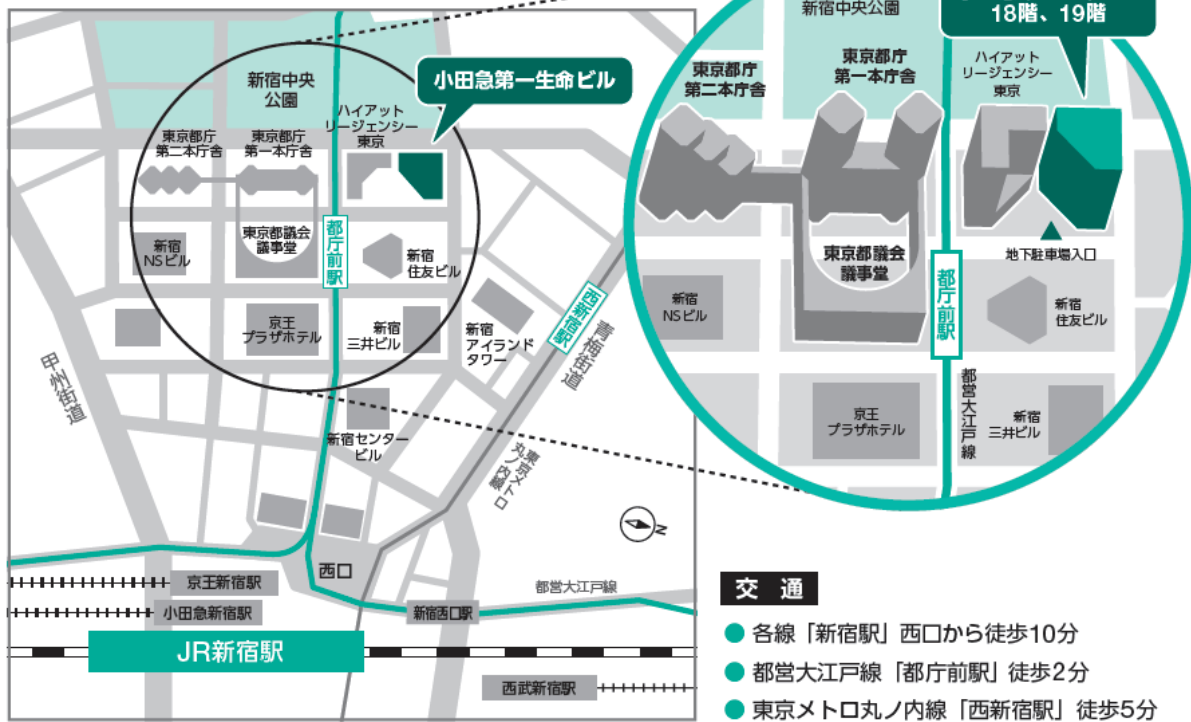 新宿中央
公園
小田急第一生命ビル
ハイアット
リージェンシー
東京
東京都庁
第二本庁舎
東京都庁
第一本庁舎
東京都議会
議事堂
都庁前駅
新宿
NSビル
新宿
住友ビル
京王
プラザホテル
新宿
三井ビル
新宿
アイランド
タワー
西新宿駅
青梅街道
甲州街道
新宿センター
ビル
東京メトロ
丸ノ内線
N
西口
京王新宿駅
小田急新宿駅
都営大江戸線
新宿西口駅
JR新宿駅
西武新宿駅
新宿中央公園
18階、19階
東京都庁
第二本庁舎
東京都庁
第一本庁舎
ハイアット
リージェンシー
東京
東京都議会
議事堂
地下駐車場入口
新宿
NSビル
都庁前駅
新宿
住友ビル
京王
プラザホテル
都営大江戸線
新宿
三井ビル
交通
各線「新宿駅」西口から徒歩10分
都営大江戸線「都庁前駅」徒歩2分
東京メトロ丸ノ内線「西新宿駅」徒歩5分